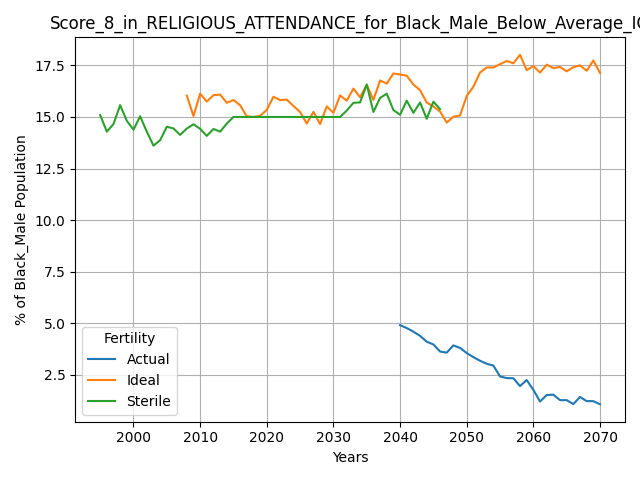 Score_8_in_RELIGIOUS_ATTENDANCE_for_Black_Male_Below_Average_IQ
% of Black_Male Population
17.5
15.0
12.5
10.0
7.5
5.0
2.5
Fertility
Actual
Ideal
Sterile
2000
2010
2020
2030
2040
2050
2060
2070
Years